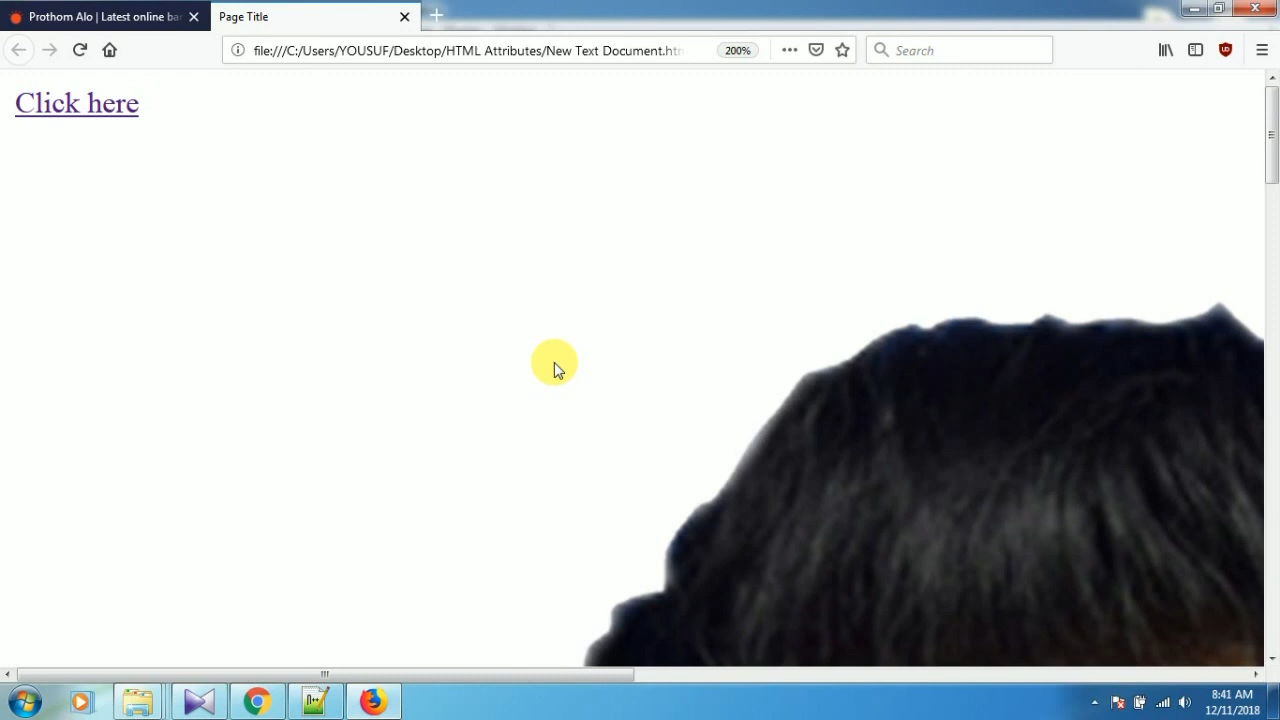 Prothom Alo | Latest online ba
Page Title
file:///C:/Users/YOUSUF/Desktop/HTML Attributes/New Text Document.htm
200%
Search
Click here
8:41 AM
12/11/2018